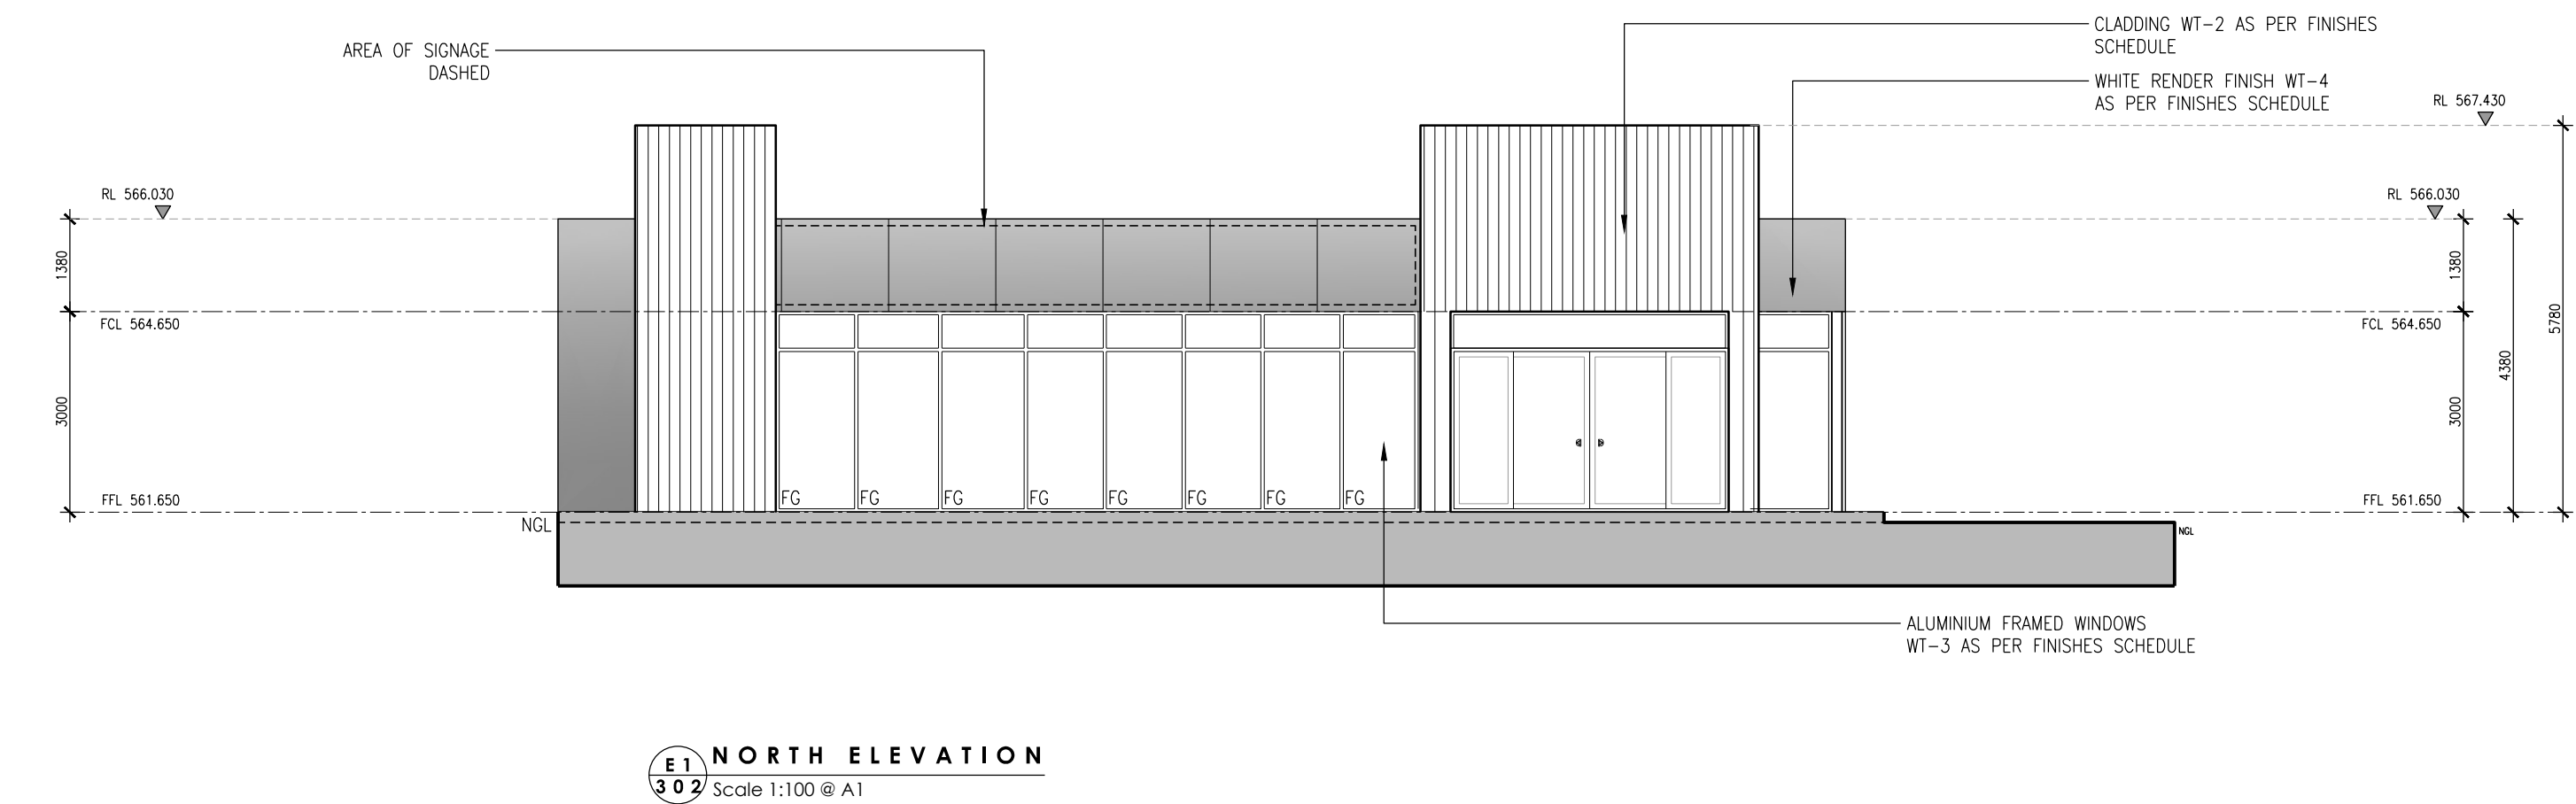 CLADDING WT-2 AS PER FINISHES
SCHEDULE
AREA OF SIGNAGE
DASHED
WHITE RENDER FINISH WT-4
AS PER FINISHES SCHEDULE
RL 567.430
RL 566.030
RL 566.030
1380
1380
5780
FCL 564.650
FCL 564.650
4380
3000
3000
FFL 561.650
FG
FG
FG
FG
FG
FG
FG
FG
FFL 561.650
NGL
NGL
ALUMINIUM FRAMED WINDOWS
WT-3 AS PER FINISHES SCHEDULE
E1
302
NORTH ELEVATION
Scale 1:100 @ A1